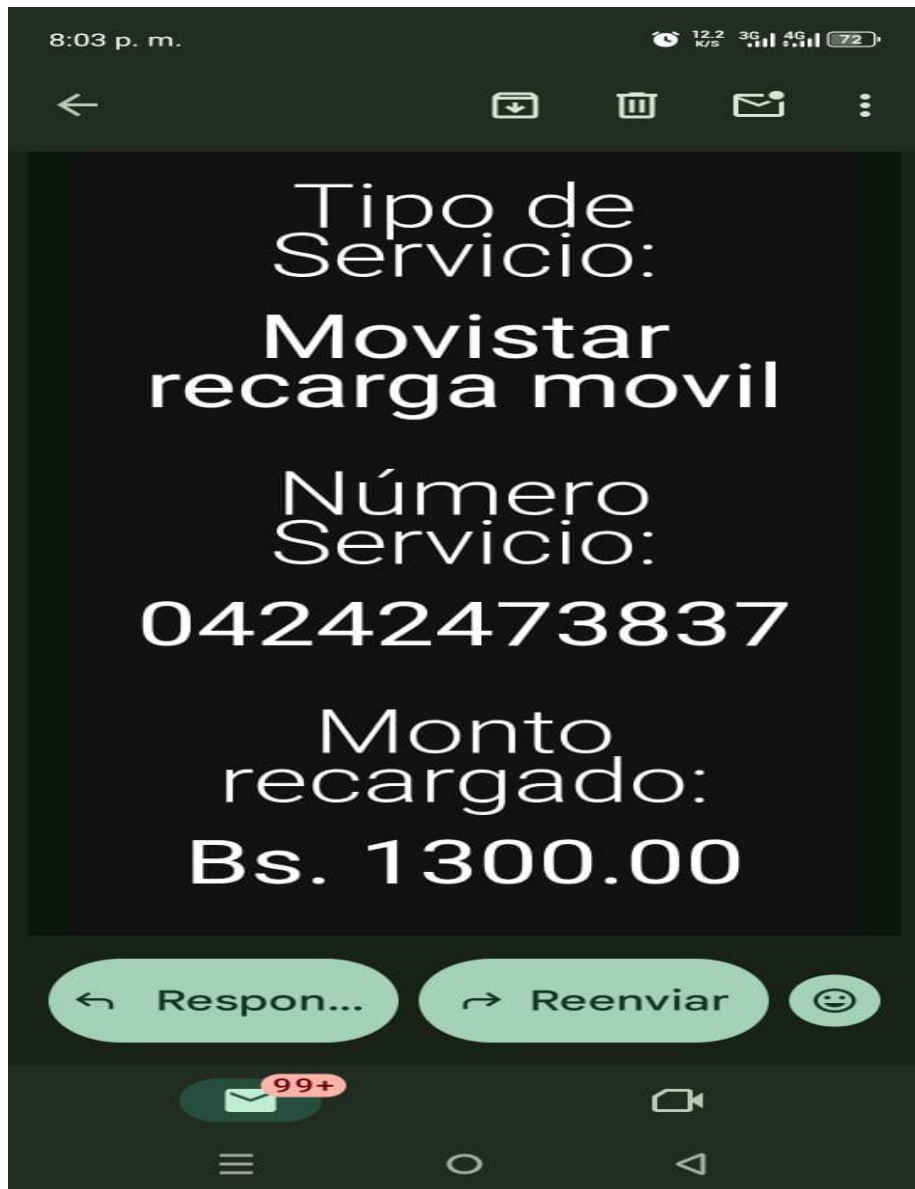 8:03 p. m.
12.2 K/S 3G 4G 72
Tipo de
Servicio:
Movistar
recarga movil
Número
Servicio:
04242473837
Monto
recargado:
Bs. 1300.00
Respon... Reenviar
99+